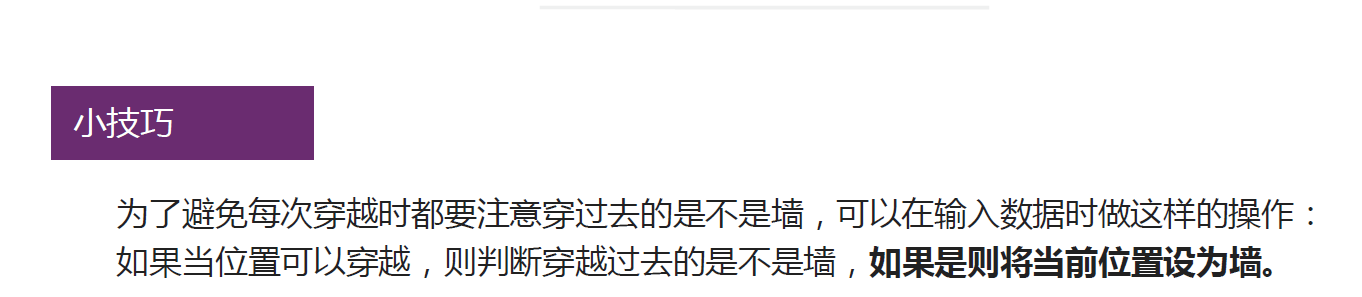 小技巧
为了避免每次穿越时都要注意穿过去的是不是墙，可以在输入数据时做这样的操作：
如果当位置可以穿越，则判断穿越过去的是不是墙，如果是则将当前位置设为墙。